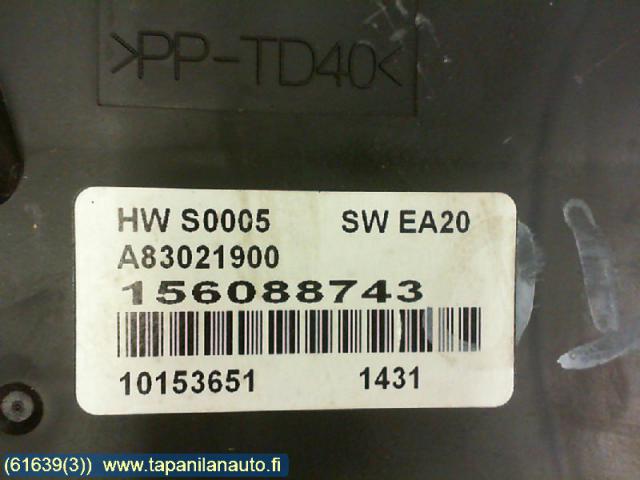 >PP-TD40<
HW S0005 SW EA20
A83021900
156088743
10153651 1431
(61639(3)) www.tapanilanauto.fi